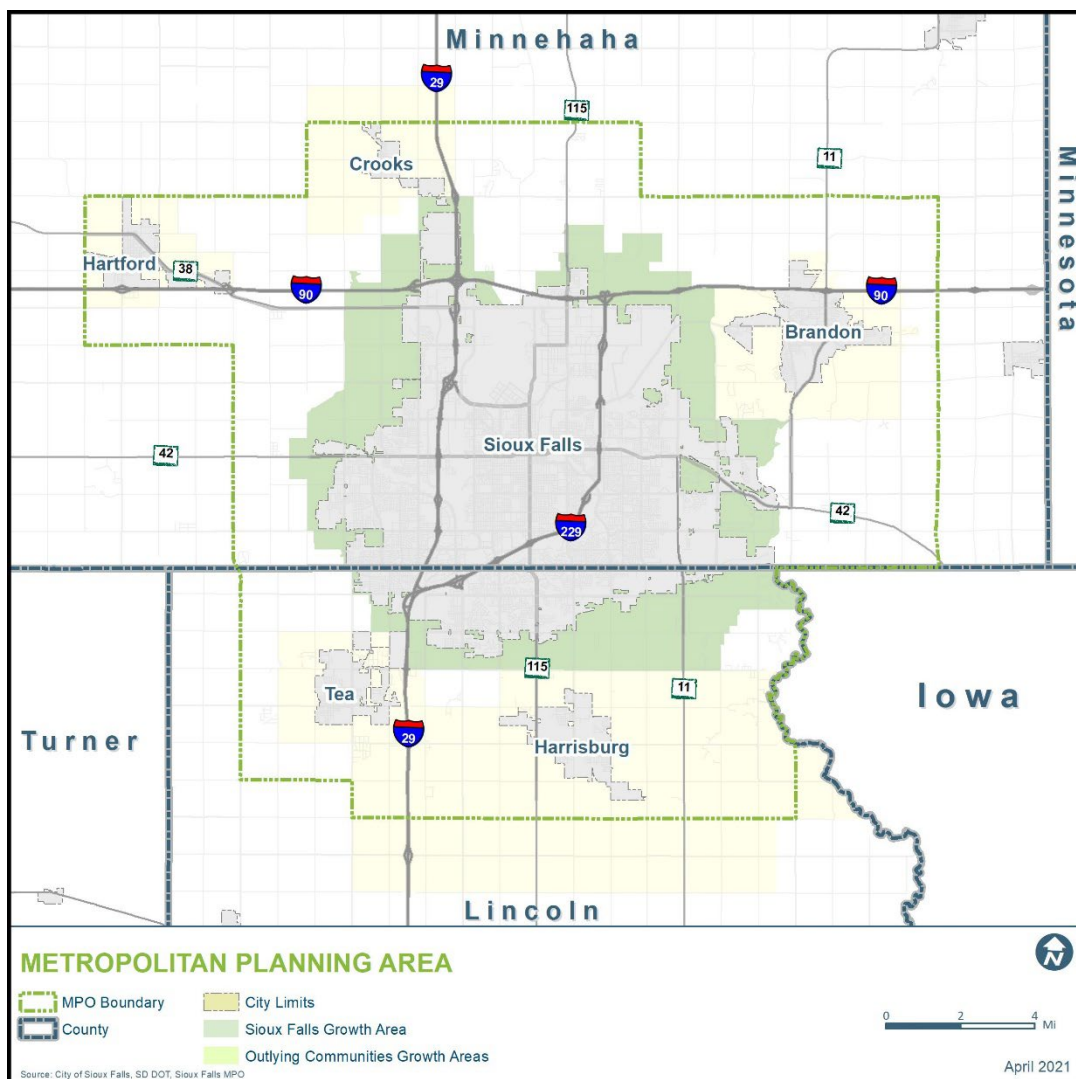 Minnehaha
29
115
11
Minnesota
Crooks
Hartford
38
90
90
Brandon
42
Sioux Falls
229
42
Tea
115
11
29
Harrisburg
Turner
Iowa
Lincoln
METROPOLITAN PLANNING AREA
MPO Boundary
County
City Limits
Sioux Falls Growth Area
Outlying Communities Growth Areas
N
0 2 4
Mi
Source: City of Sioux Falls, SD DOT, Sioux Falls MPO
April 2021